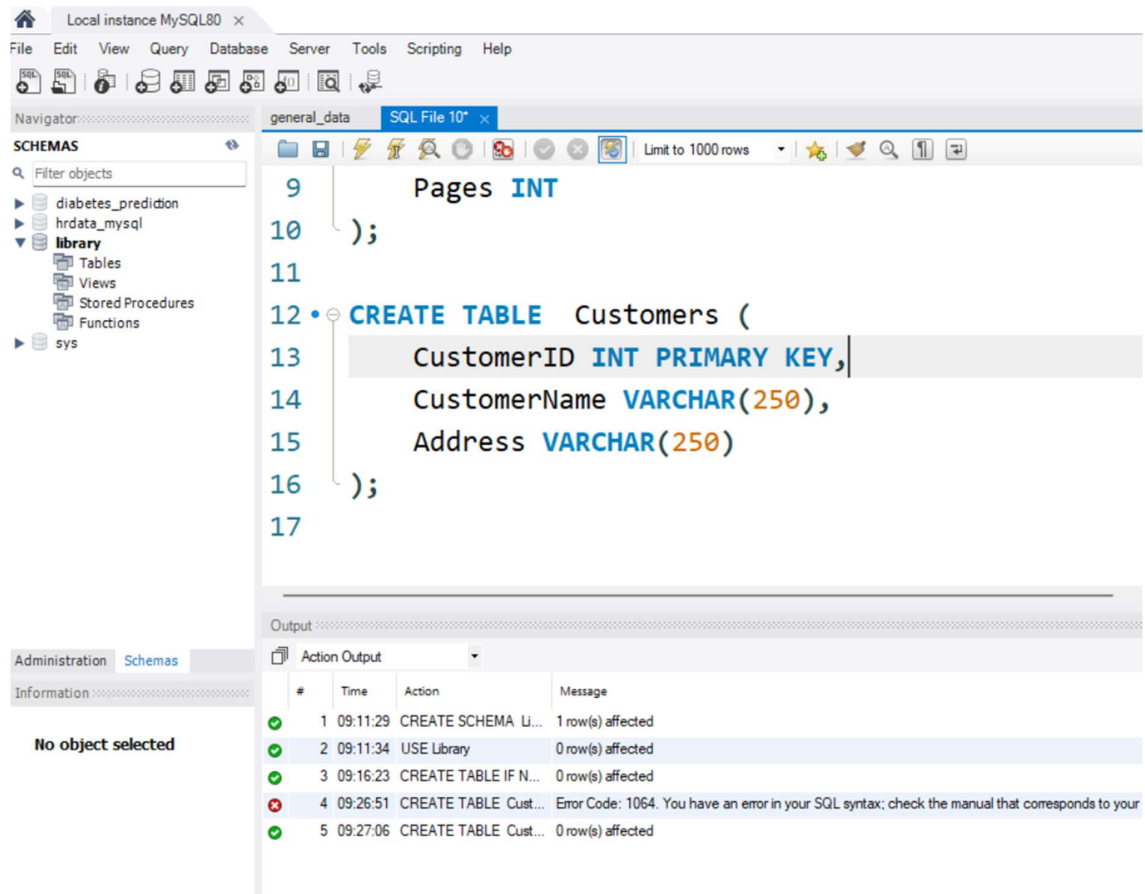 Local instance MySQL80 ×
File Edit View Query Database Server Tools Scripting Help
Navigator
SCHEMAS
Filter objects
diabetes_prediction
hrdata_mysql
library
Tables
Views
Stored Procedures
Functions
sys
Administration Schemas
Information
No object selected
general_data SQL File 10* ×
Limit to 1000 rows
9 Pages INT
10 );
11
12 CREATE TABLE  Customers (
13 CustomerID INT PRIMARY KEY,
14 CustomerName VARCHAR(250),
15 Address VARCHAR(250)
16 );
17
Output
Action Output
# Time Action Message
1 09:11:29 CREATE SCHEMA Li... 1 row(s) affected
2 09:11:34 USE Library 0 row(s) affected
3 09:16:23 CREATE TABLE IF N... 0 row(s) affected
4 09:26:51 CREATE TABLE Cust... Error Code: 1064. You have an error in your SQL syntax; check the manual that corresponds to your
5 09:27:06 CREATE TABLE Cust... 0 row(s) affected